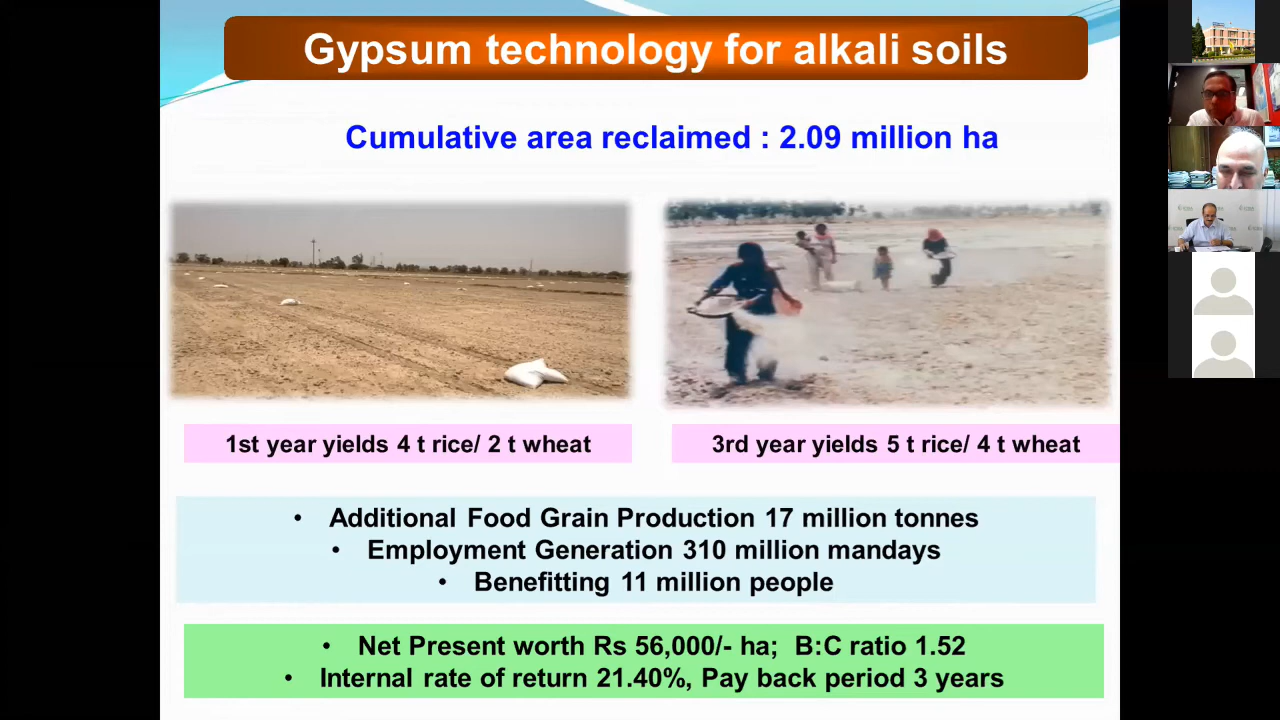 Gypsum technology for alkali soils
Cumulative area reclaimed : 2.09 million ha
1st year yields 4 t rice/ 2 t wheat
3rd year yields 5 t rice/ 4 t wheat
• Additional Food Grain Production 17 million tonnes
• Employment Generation 310 million mandays
• Benefitting 11 million people
• Net Present worth Rs 56,000/- ha; B:C ratio 1.52
• Internal rate of return 21.40%, Pay back period 3 years